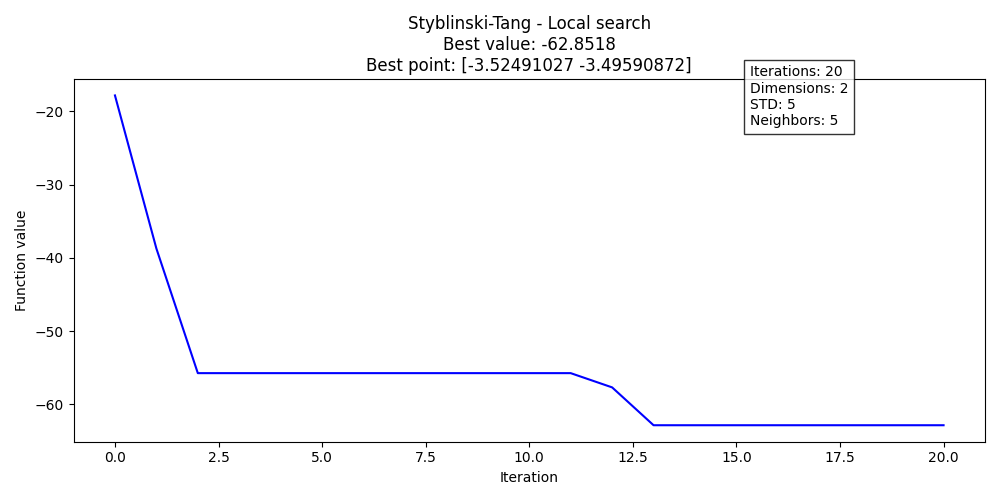 Styblinski-Tang - Local search
Best value: -62.8518
Best point: [-3.52491027 -3.49590872]
Iterations: 20
Dimensions: 2
STD: 5
Neighbors: 5
Function value
−20
−30
−40
−50
−60
0.0 2.5 5.0 7.5 10.0 12.5 15.0 17.5 20.0
Iteration